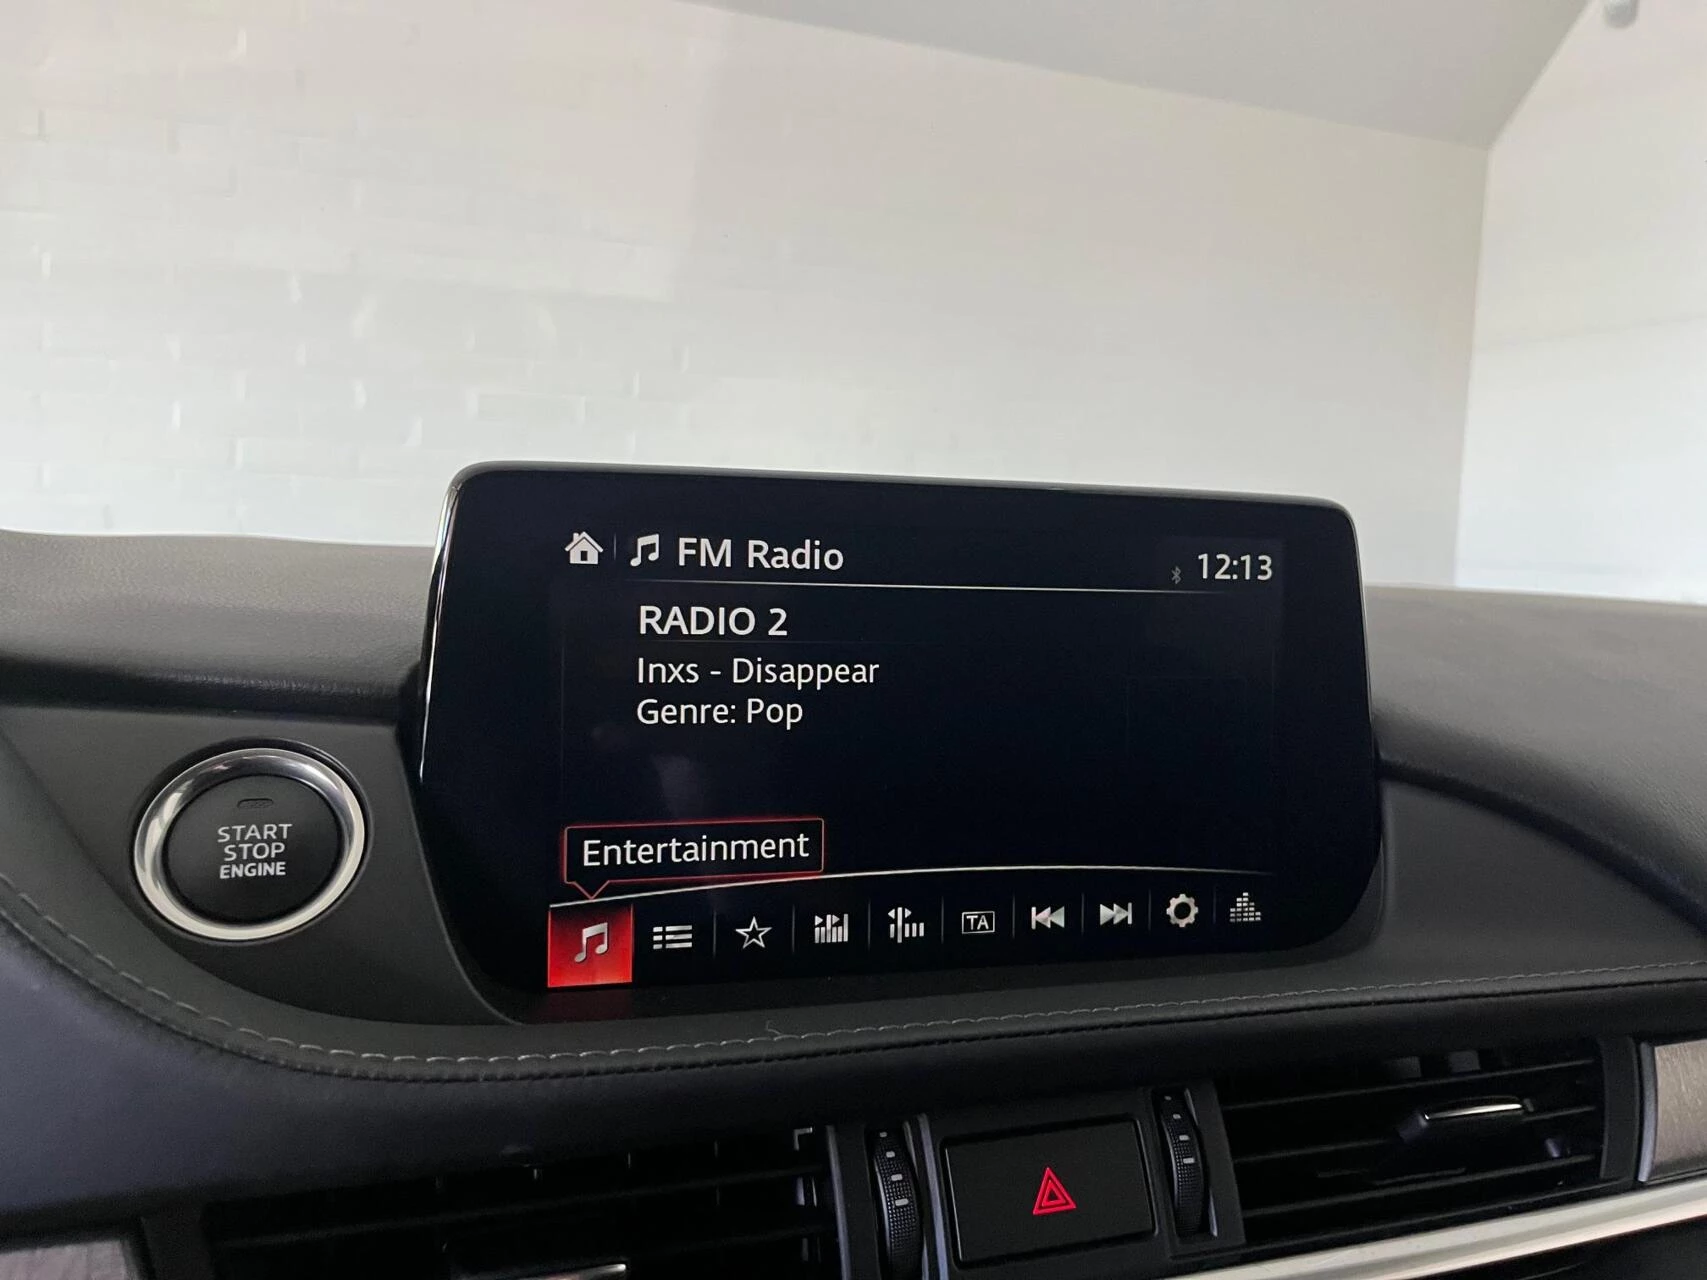 FM Radio
12:13
RADIO 2
Inxs - Disappear
Genre: Pop
Entertainment
TA
START
STOP
ENGINE